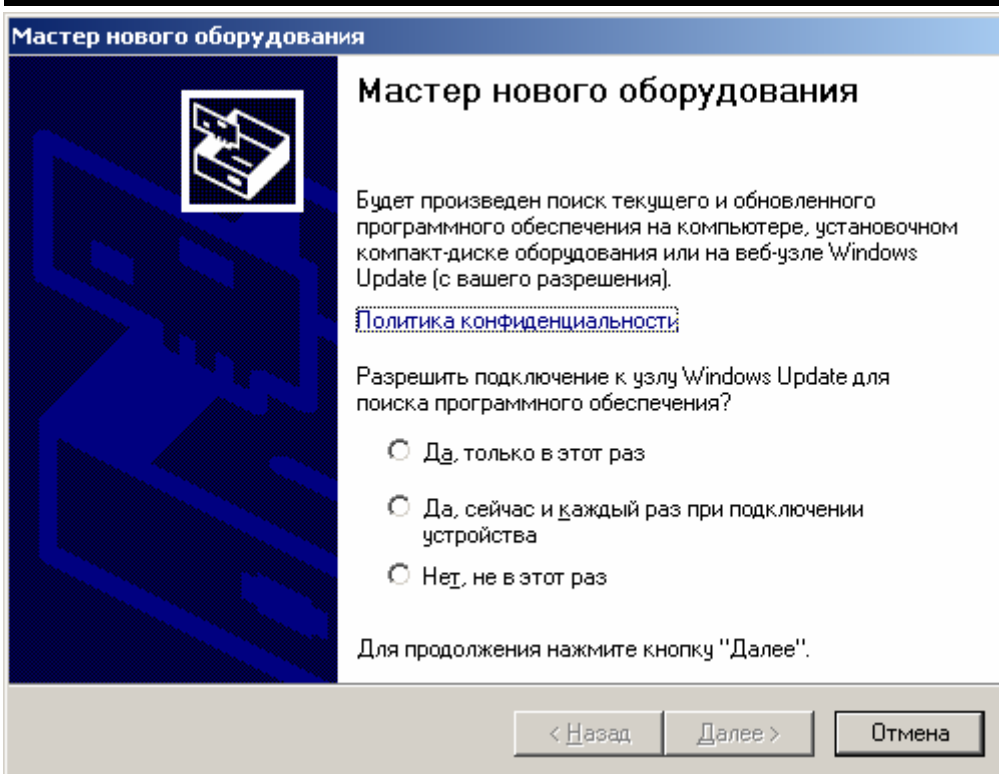 Мастер нового оборудования
Мастер нового оборудования
Будет произведен поиск текущего и обновленного
программного обеспечения на компьютере, установочном
компакт-диске оборудования или на веб-узле Windows
Update (с вашего разрешения).
Политика конфиденциальности
Разрешить подключение к узлу Windows Update для
поиска программного обеспечения?
Да, только в этот раз
Да, сейчас и каждый раз при подключении
устройства
Нет, не в этот раз
Для продолжения нажмите кнопку "Далее".
< Назад Далее > Отмена